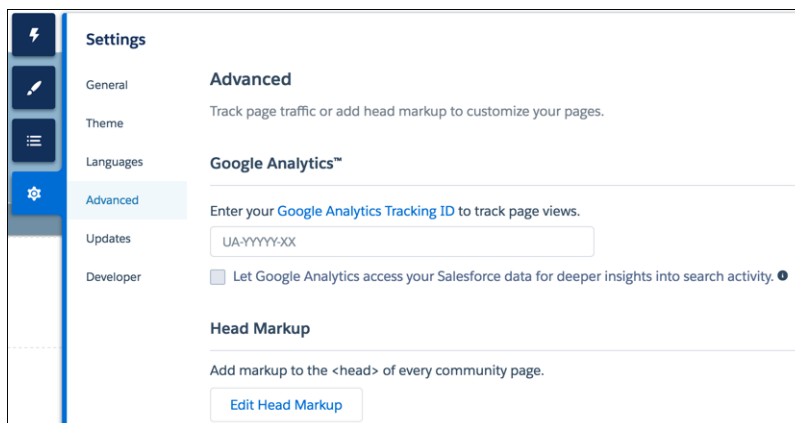 Settings
General
Theme
Languages
Advanced
Updates
Developer
Advanced
Track page traffic or add head markup to customize your pages.
Google Analytics™
Enter your Google Analytics Tracking ID to track page views.
UA-YYYYY-XX
Let Google Analytics access your Salesforce data for deeper insights into search activity.
Head Markup
Add markup to the <head> of every community page.
Edit Head Markup